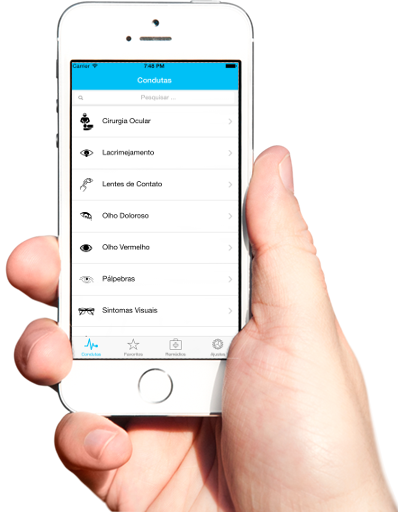 Carrier 7:48 PM
Condutas
Pesquisar ...
Cirurgia Ocular
Lacrimejamento
Lentes de Contato
Olho Doloroso
Olho Vermelho
Pálpebras
Sintomas Visuais
Condutas Favoritos Remédios Ajustes